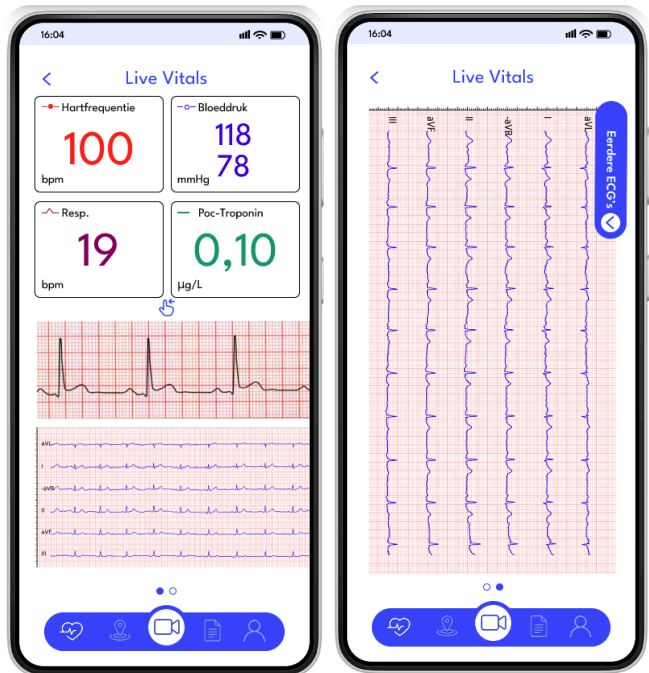 16:04
Live Vitals
Hartfrequentie
100
bpm
Bloeddruk
118
78
mmHg
Resp.
19
bpm
Poc-Troponin
0,10
µg/L
aVL
I
-aVR
II
aVF
III
16:04
Live Vitals
III
aVF
II
-aVR
I
aVL
Eerdere ECG's